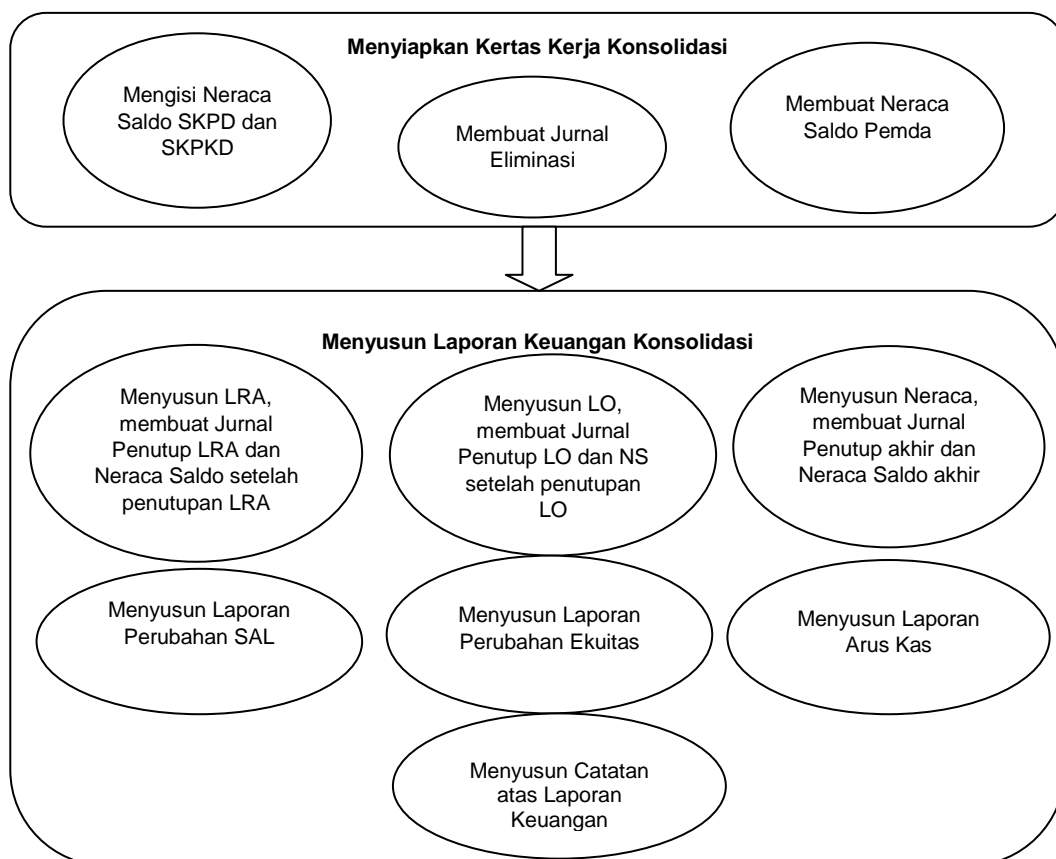 Menyiapkan Kertas Kerja Konsolidasi
Mengisi Neraca
Saldo SKPD dan
SKPKD
Membuat Jurnal
Eliminasi
Membuat Neraca
Saldo Pemda
Menyusun Laporan Keuangan Konsolidasi
Menyusun LRA,
membuat Jurnal
Penutup LRA dan
Neraca Saldo setelah
penutupan LRA
Menyusun LO,
membuat Jurnal
Penutup LO dan NS
setelah penutupan
LO
Menyusun Neraca,
membuat Jurnal
Penutup akhir dan
Neraca Saldo akhir
Menyusun Laporan
Perubahan SAL
Menyusun Laporan
Perubahan Ekuitas
Menyusun Laporan
Arus Kas
Menyusun Catatan
atas Laporan
Keuangan